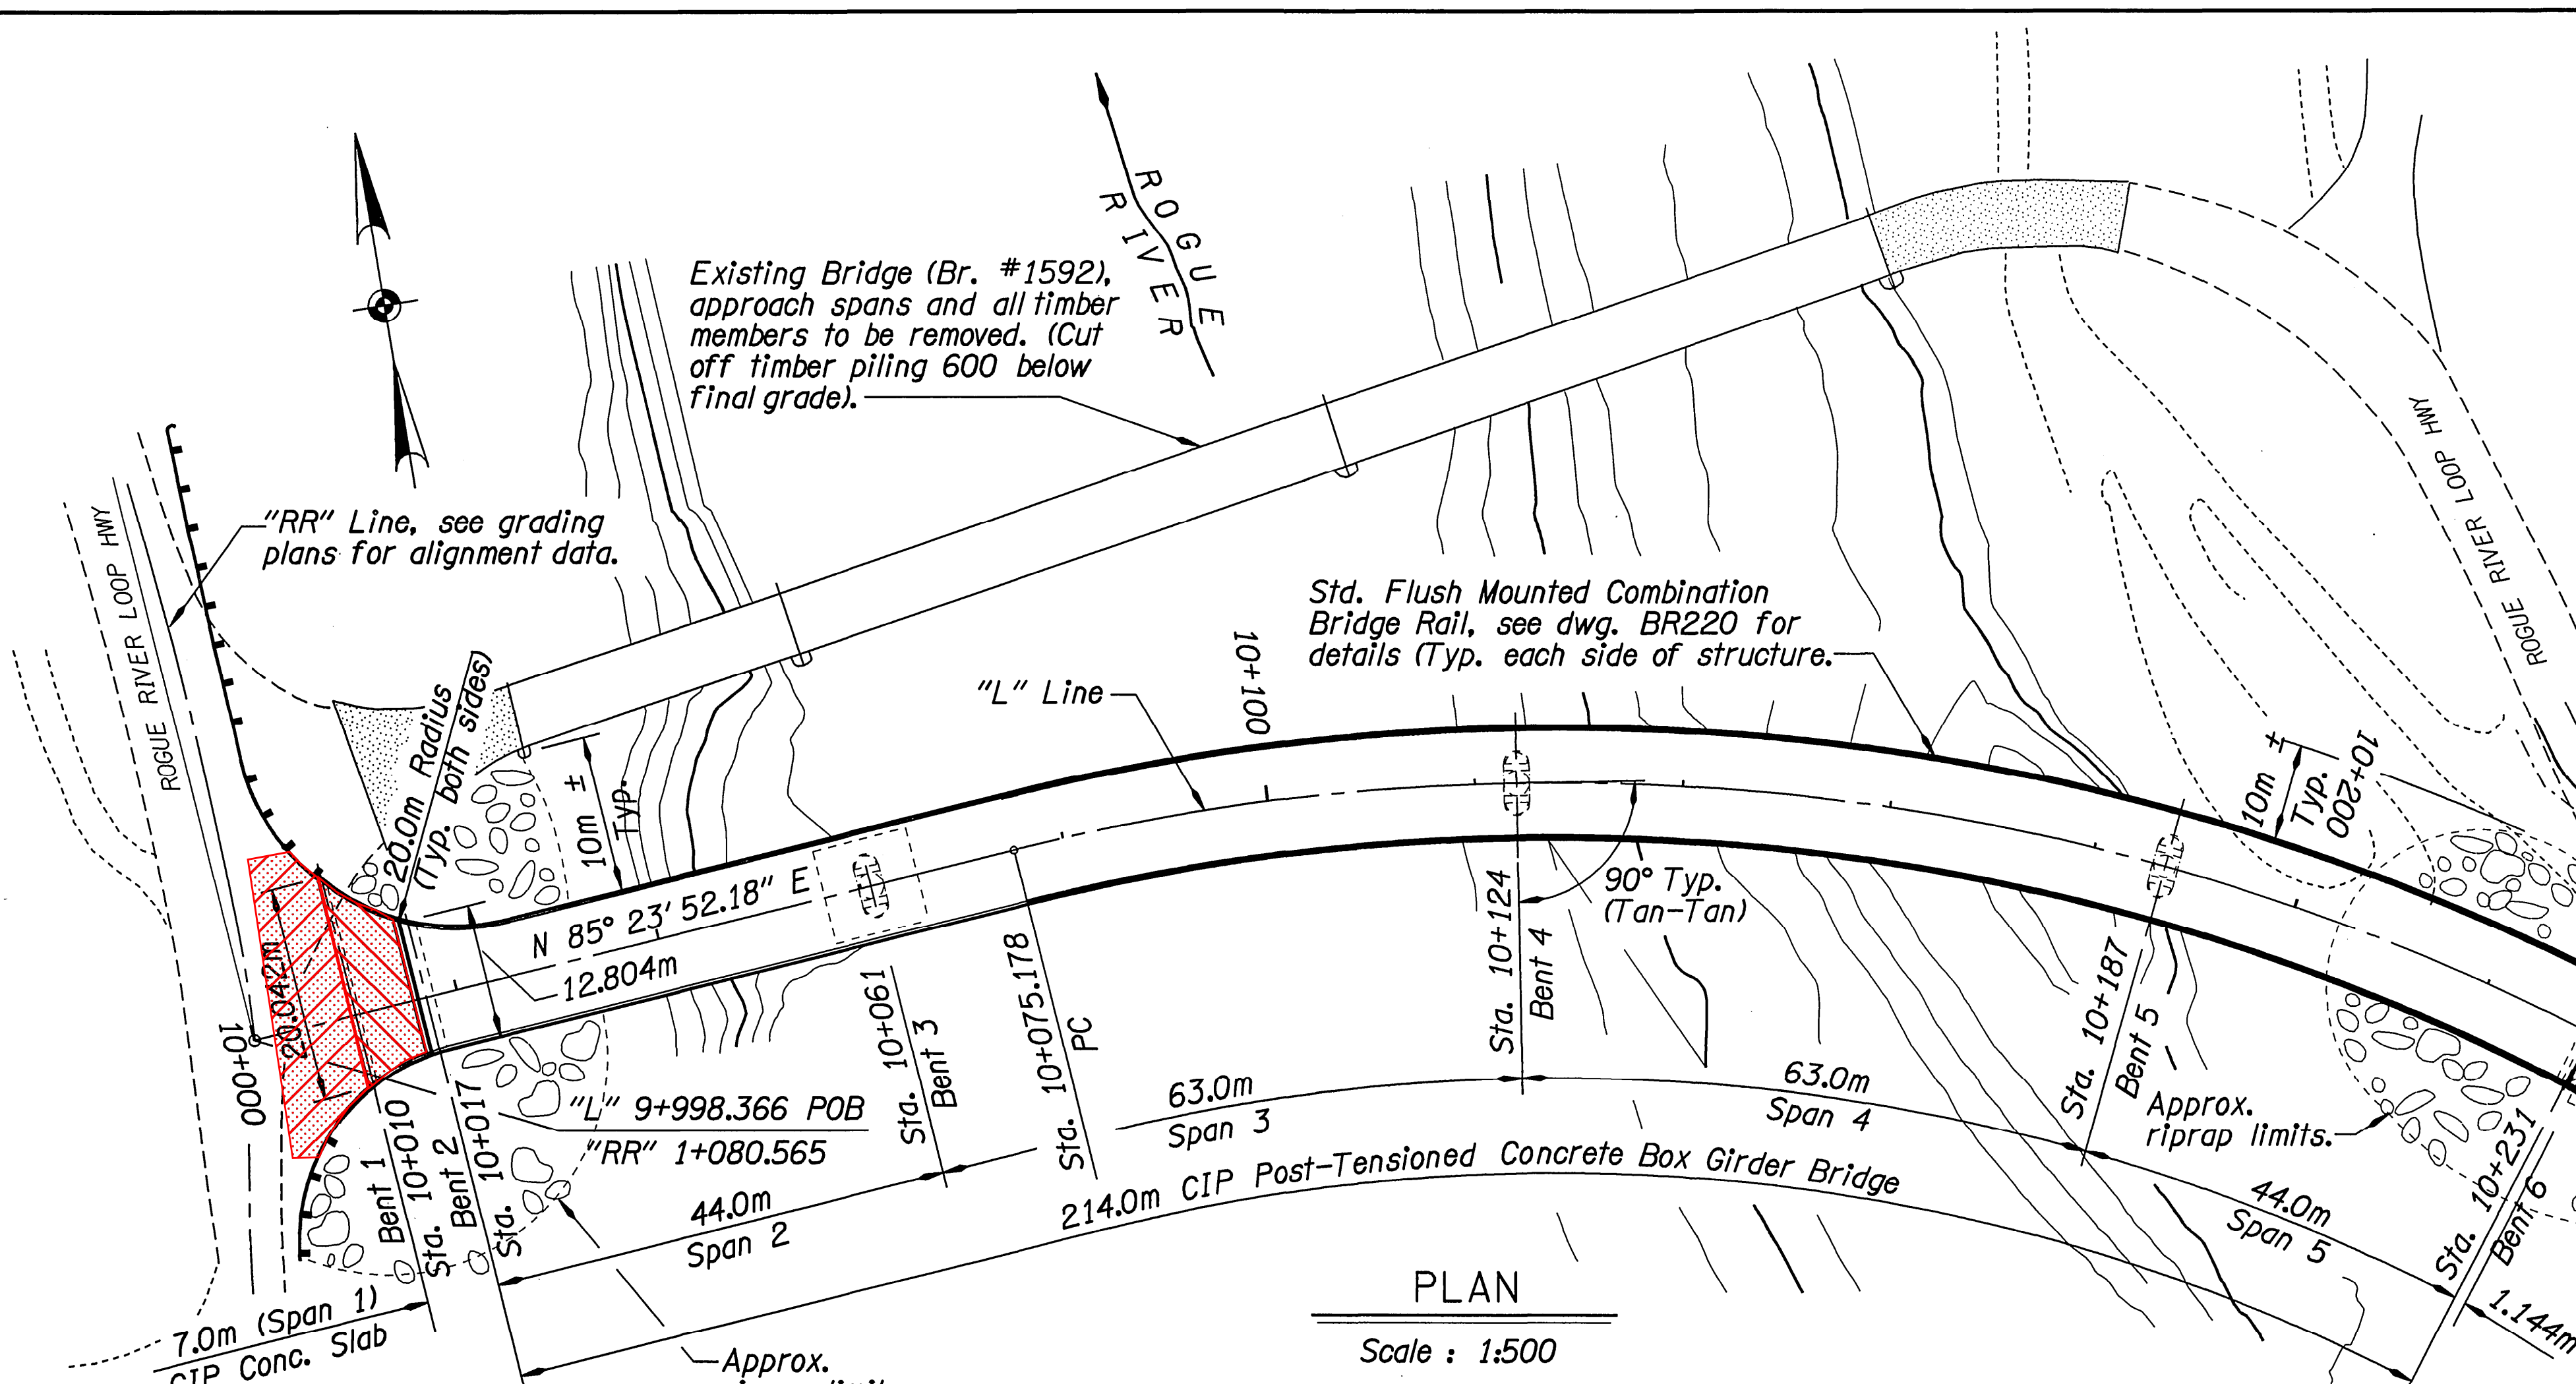 Existing Bridge (Br. #1592),
approach spans and all timber
members to be removed. (Cut
off timber piling 600 below
final grade).
ROGUE
RIVER
"RR" Line, see grading
plans for alignment data.
ROGUE RIVER LOOP HWY
20.0m Radius
(Typ. both sides)
10m ±
Typ.
"L" Line
10+100
Std. Flush Mounted Combination
Bridge Rail, see dwg. BR220 for
details (Typ. each side of structure.
ROGUE RIVER LOOP HWY
10m ±
Typ.
10+200
N 85° 23' 52.18" E
12.804m
20.042m
10+000
90° Typ.
(Tan-Tan)
"L" 9+998.366 POB
"RR" 1+080.565
Bent 1
Sta. 10+010
Bent 2
Sta. 10+017
Sta. 10+061
Bent 3
Sta. 10+075.178
PC
Sta. 10+124
Bent 4
Sta. 10+187
Bent 5
Sta. 10+231
Bent 6
63.0m
Span 3
63.0m
Span 4
44.0m
Span 2
44.0m
Span 5
1.144m
214.0m CIP Post-Tensioned Concrete Box Girder Bridge
Approx.
riprap limits.
7.0m (Span 1)
CIP Conc. Slab
Approx.
PLAN
Scale : 1:500